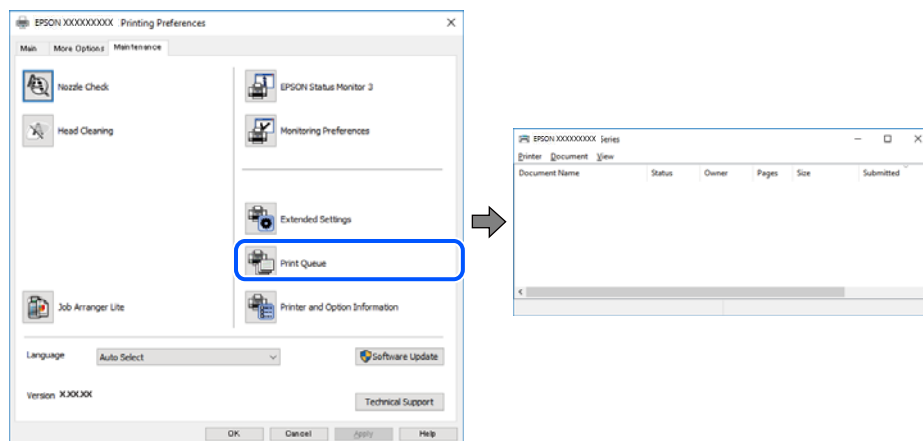 EPSON XXXXXXXXX Printing Preferences
Main More Options Maintenance
Nozzle Check
Head Cleaning
Job Arranger Lite
EPSON Status Monitor 3
Monitoring Preferences
Extended Settings
Print Queue
Printer and Option Information
Language Auto Select Software Update
Version X.XX.XX
Technical Support
OK Cancel Apply Help
EPSON XXXXXXXXX Series
Printer Document View
Document Name Status Owner Pages Size Submitted